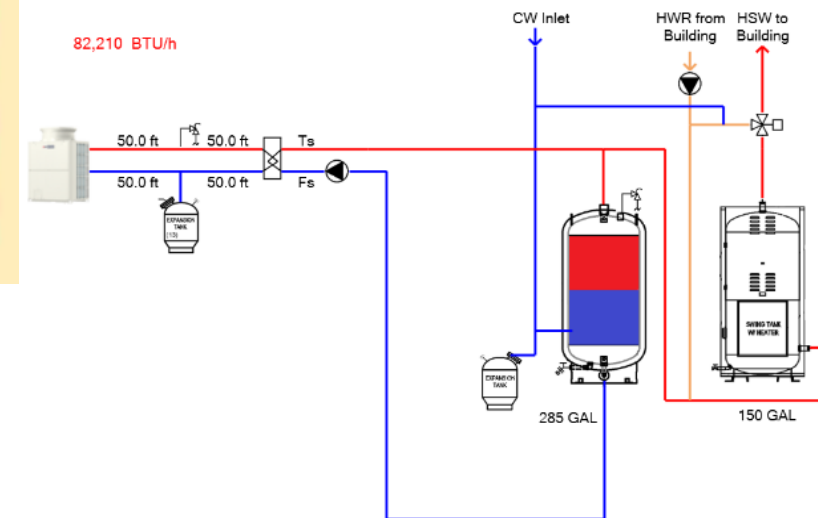 CW Inlet
HWR from
Building
HSW to
Building
82,210 BTU/h
50.0 ft
50.0 ft
Ts
50.0 ft
50.0 ft
Fs
EXPANSION
TANK
EXPANSION
TANK
SWING TANK
W/ HEATER
285 GAL
150 GAL